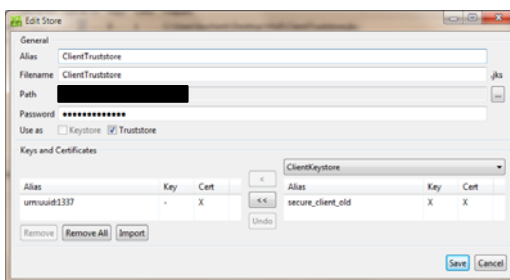 Edit Store
General
Alias ClientTruststore
Filename ClientTruststore .jks
Path ...
Password •••••••••••••
Use as Keystore Truststore
Keys and Certificates
ClientKeystore
Alias Key Cert
urn:uuid:1337 - X
< 
<<
Undo
Alias Key Cert
secure_client_old X X
Remove Remove All Import
Save Cancel